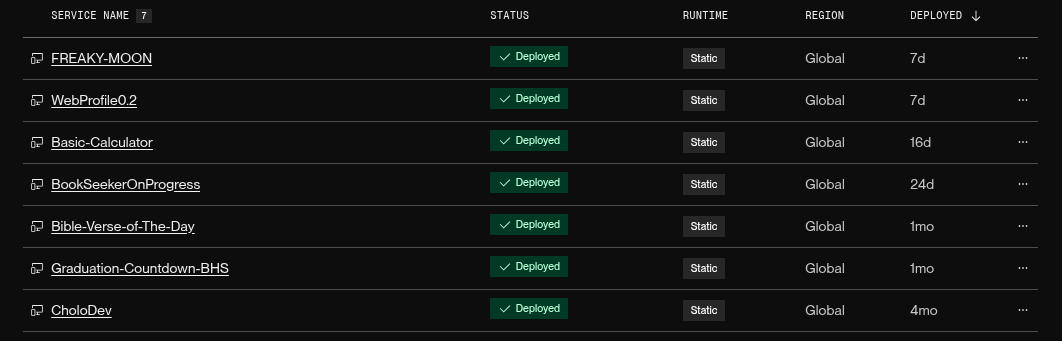 SERVICE NAME 7 STATUS RUNTIME REGION DEPLOYED ↓
FREAKY-MOON ✓ Deployed Static Global 7d ...
WebProfile0.2 ✓ Deployed Static Global 7d ...
Basic-Calculator ✓ Deployed Static Global 16d ...
BookSeekerOnProgress ✓ Deployed Static Global 24d ...
Bible-Verse-of-The-Day ✓ Deployed Static Global 1mo ...
Graduation-Countdown-BHS ✓ Deployed Static Global 1mo ...
CholoDev ✓ Deployed Static Global 4mo ...